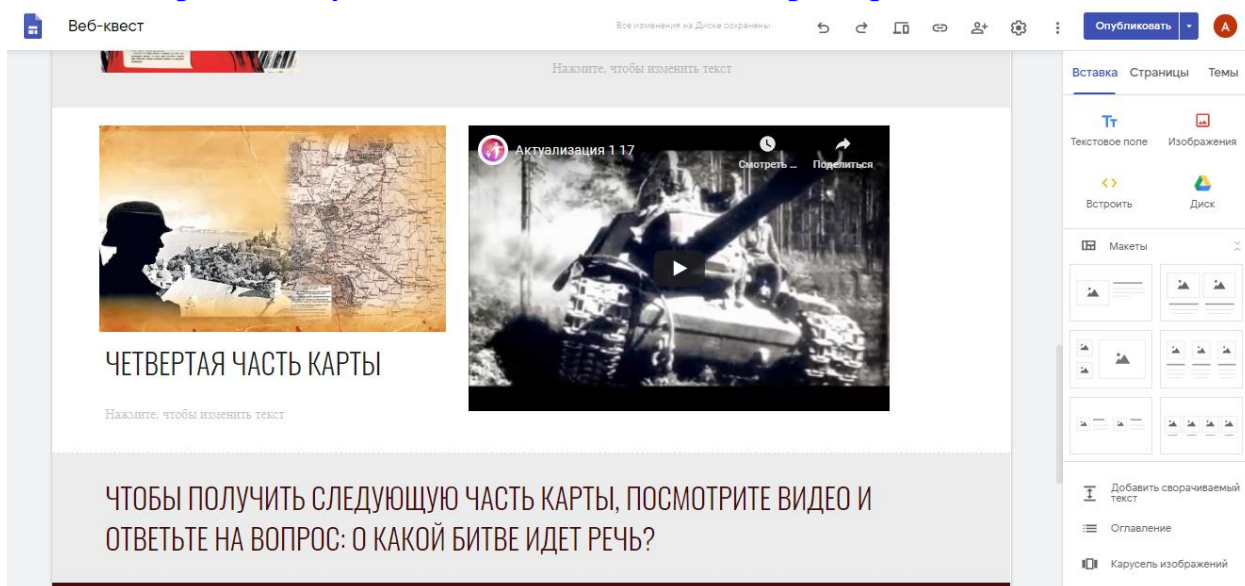 Веб-квест
Все изменения на Диске сохранены
Опубликовать
А
Нажмите, чтобы изменить текст
Вставка Страницы Темы
Тт
Текстовое поле Изображения
Встроить Диск
Макеты
Актуализация 1 17
Смотреть ... Поделиться
ЧЕТВЕРТАЯ ЧАСТЬ КАРТЫ
Нажмите, чтобы изменить текст
ЧТОБЫ ПОЛУЧИТЬ СЛЕДУЮЩУЮ ЧАСТЬ КАРТЫ, ПОСМОТРИТЕ ВИДЕО И
ОТВЕТЬТЕ НА ВОПРОС: О КАКОЙ БИТВЕ ИДЕТ РЕЧЬ?
Добавить сворачиваемый
текст
Оглавление
Карусель изображений